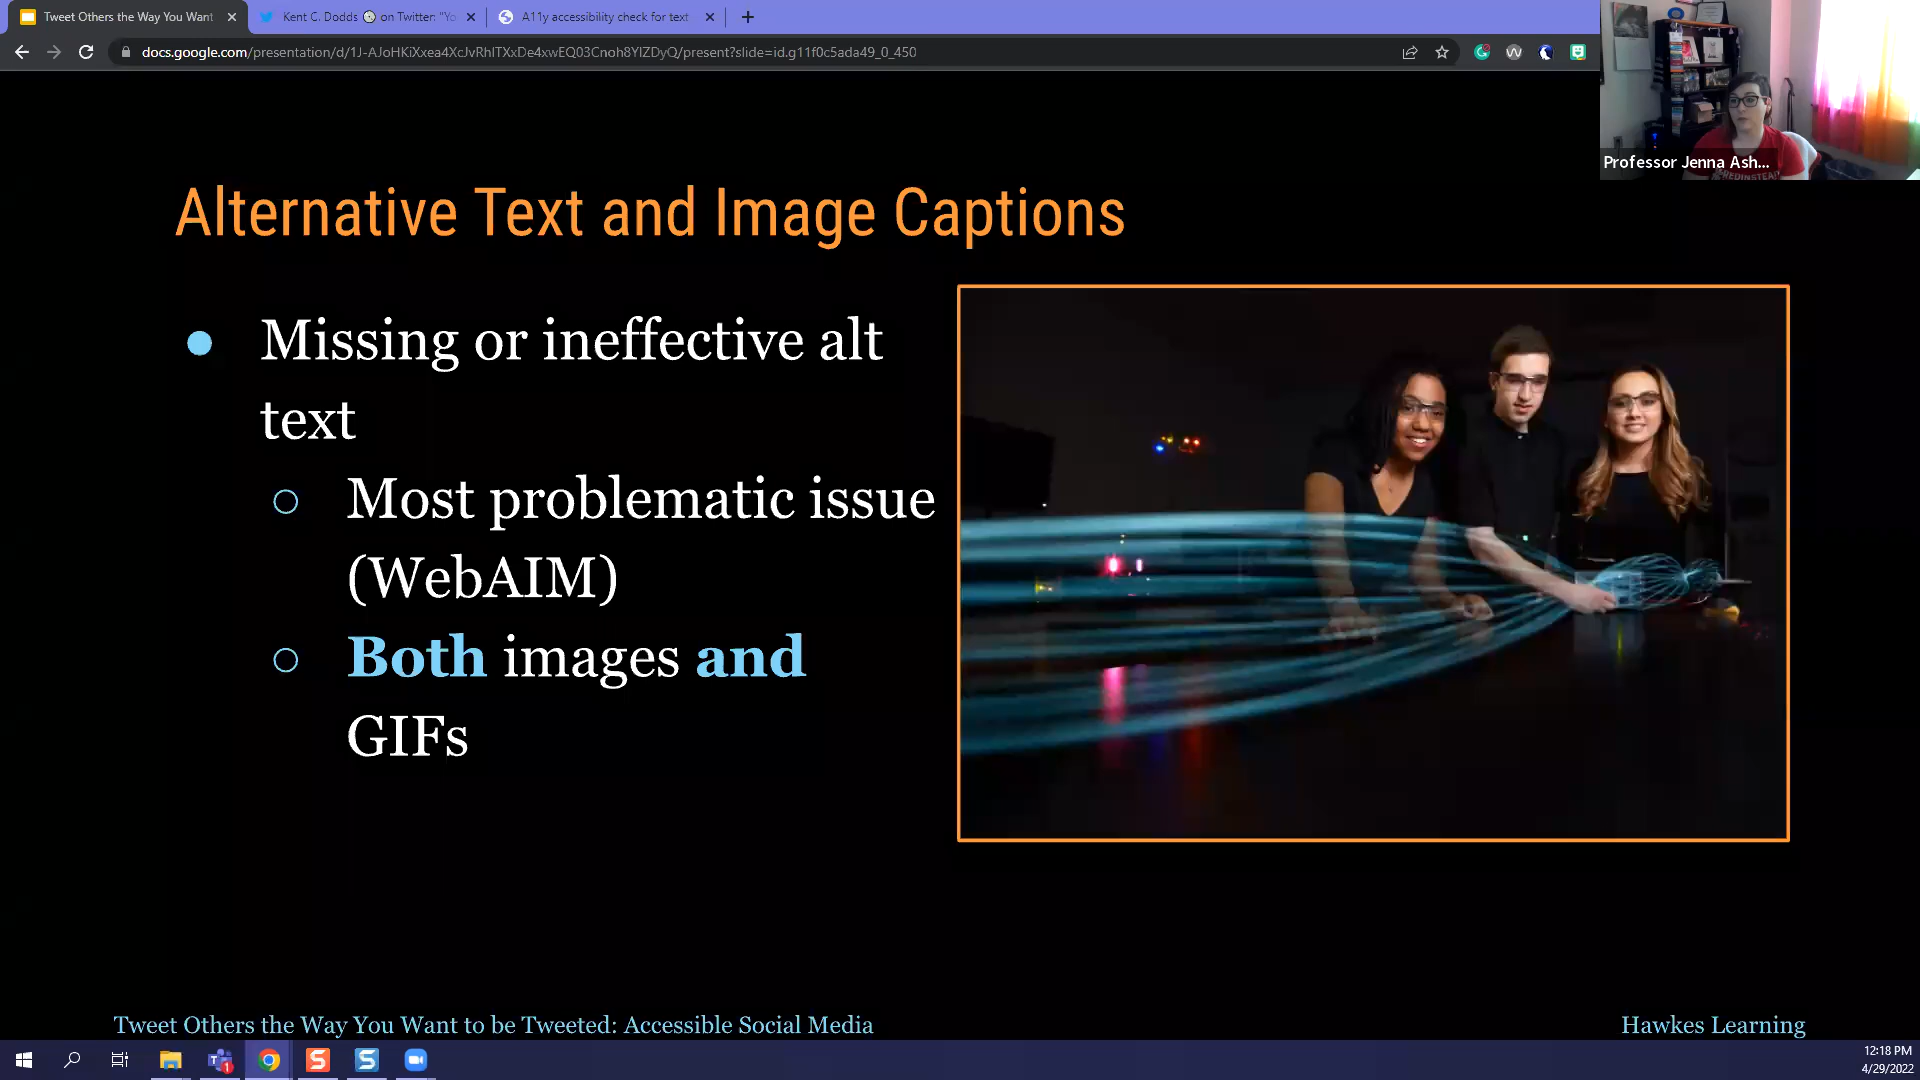 Tweet Others the Way You Want
Kent C. Dodds on Twitter: "Yo
A11y accessibility check for text
docs.google.com/presentation/d/1J-AJoHKiXxea4XcJvRhlTXxDe4xwEQ03Cnoh8YlZDyQ/present?slide=id.g11f0c5ada49_0_450
Professor Jenna Ash...
Alternative Text and Image Captions
Missing or ineffective alt
text
Most problematic issue
(WebAIM)
Both images and
GIFs
Tweet Others the Way You Want to be Tweeted: Accessible Social Media
Hawkes Learning
12:18 PM
4/29/2022